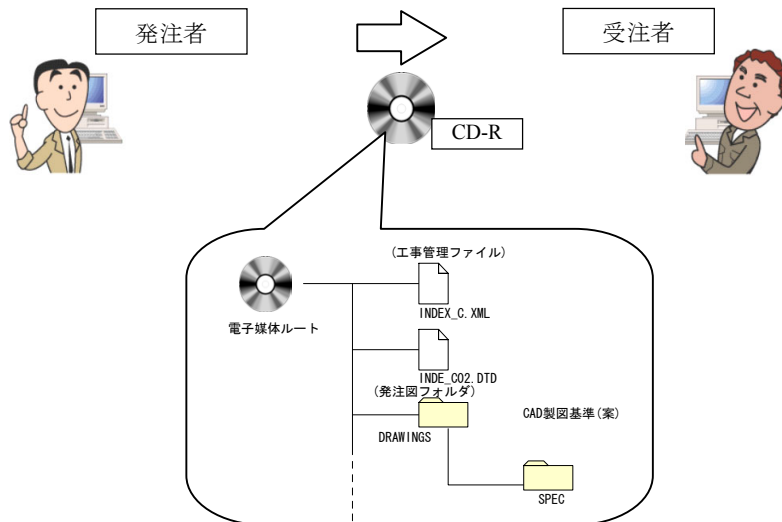 発注者
受注者
CD-R
(工事管理ファイル)
INDEX_C.XML
電子媒体ルート
INDE_C02.DTD
(発注図フォルダ)
CAD製図基準(案)
DRAWINGS
SPEC